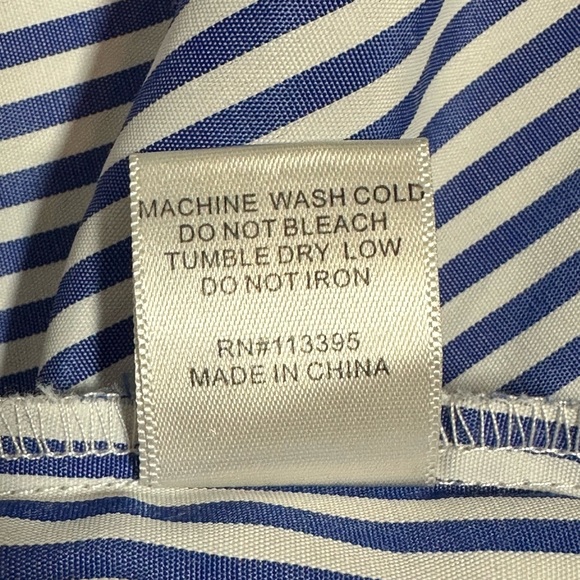 MACHINE WASH COLD
DO NOT BLEACH
TUMBLE DRY LOW
DO NOT IRON
RN#113395
MADE IN CHINA